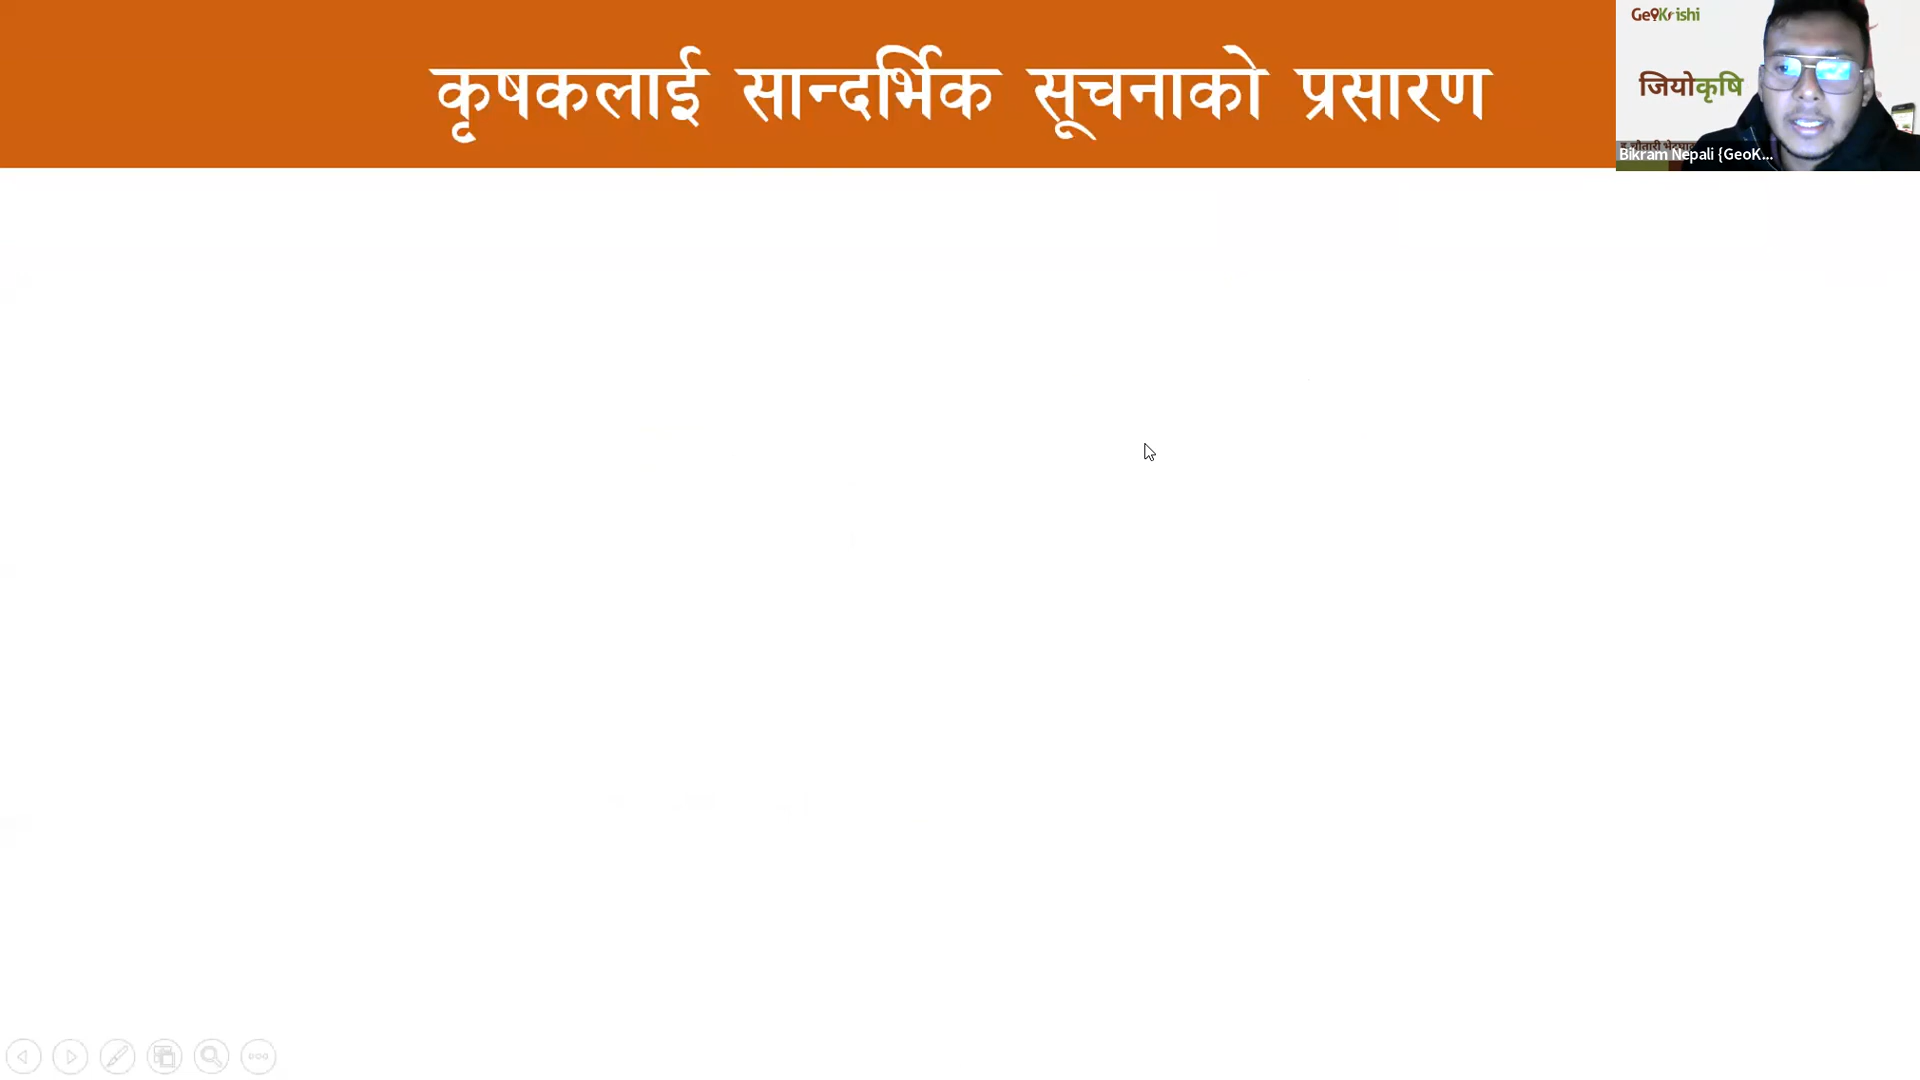 कृषकलाई सान्दर्भिक सूचनाको प्रसारण
GeoKrishi
जियोकृषि
Bikram Nepali {GeoK...